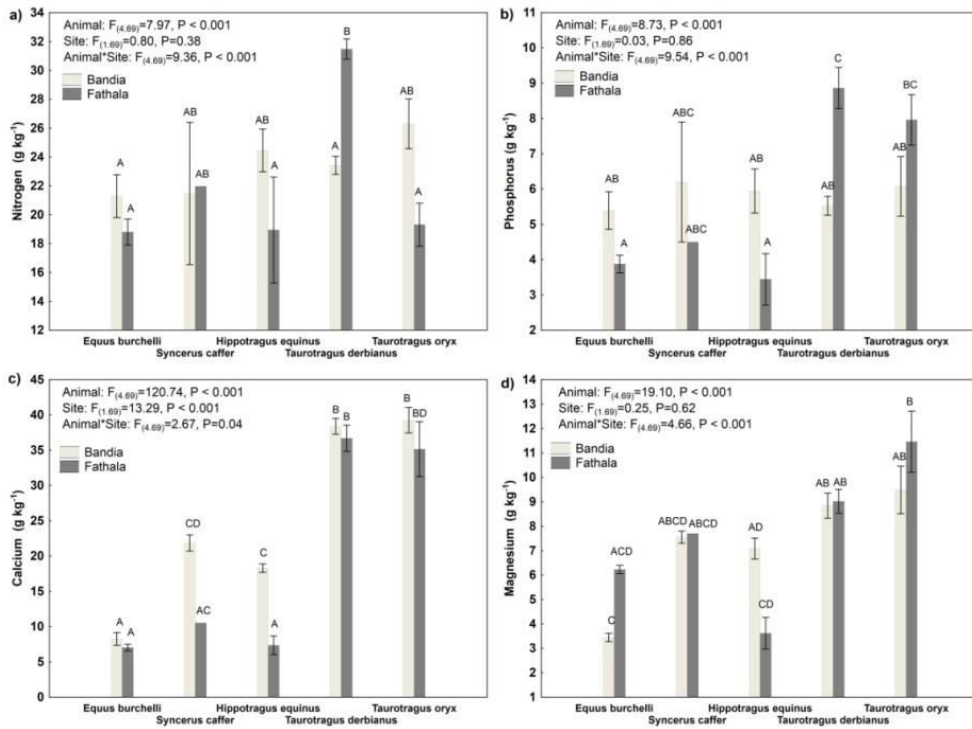 a)
Animal: F(4.69)=7.97, P < 0.001
Site: F(1.69)=0.80, P=0.38
Animal*Site: F(4.69)=9.36, P < 0.001
Bandia
Fathala
Nitrogen (g kg-1)
34
32
30
28
26
24
22
20
18
16
14
12
A
A
AB
AB
AB
A
AB
B
AB
A
Equus burchelli
Syncerus caffer
Hippotragus equinus
Taurotragus derbianus
Taurotragus oryx
b)
Animal: F(4.69)=8.73, P < 0.001
Site: F(1.69)=0.03, P=0.86
Animal*Site: F(4.69)=9.54, P < 0.001
Bandia
Fathala
Phosphorus (g kg-1)
11
10
9
8
7
6
5
4
3
2
AB
A
ABC
ABC
AB
A
AB
C
AB
BC
Equus burchelli
Syncerus caffer
Hippotragus equinus
Taurotragus derbianus
Taurotragus oryx
c)
Animal: F(4.69)=120.74, P < 0.001
Site: F(1.69)=13.29, P < 0.001
Animal*Site: F(4.69)=2.67, P=0.04
Bandia
Fathala
Calcium (g kg-1)
45
40
35
30
25
20
15
10
5
0
A
A
CD
AC
C
A
B
B
B
BD
Equus burchelli
Syncerus caffer
Hippotragus equinus
Taurotragus derbianus
Taurotragus oryx
d)
Animal: F(4.69)=19.10, P < 0.001
Site: F(1.69)=0.25, P=0.62
Animal*Site: F(4.69)=4.66, P < 0.001
Bandia
Fathala
Magnesium (g kg-1)
14
13
12
11
10
9
8
7
6
5
4
3
2
1
C
ACD
ABCD
ABCD
AD
CD
AB
AB
AB
B
Equus burchelli
Syncerus caffer
Hippotragus equinus
Taurotragus derbianus
Taurotragus oryx